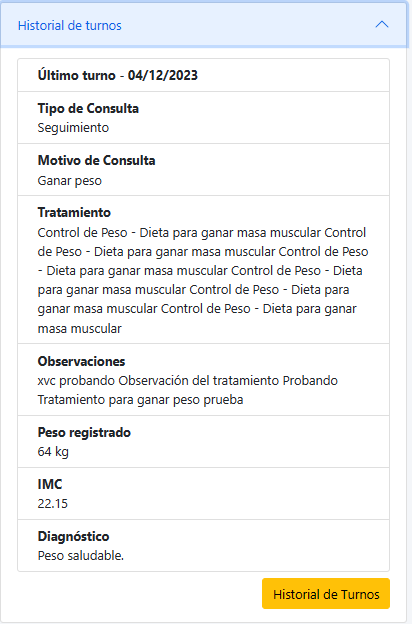 Historial de turnos
Último turno - 04/12/2023
Tipo de Consulta
Seguimiento
Motivo de Consulta
Ganar peso
Tratamiento
Control de Peso - Dieta para ganar masa muscular Control
de Peso - Dieta para ganar masa muscular Control de Peso
- Dieta para ganar masa muscular Control de Peso - Dieta
para ganar masa muscular Control de Peso - Dieta para
ganar masa muscular Control de Peso - Dieta para ganar
masa muscular
Observaciones
xvc probando Observación del tratamiento Probando
Tratamiento para ganar peso prueba
Peso registrado
64 kg
IMC
22.15
Diagnóstico
Peso saludable.
Historial de Turnos